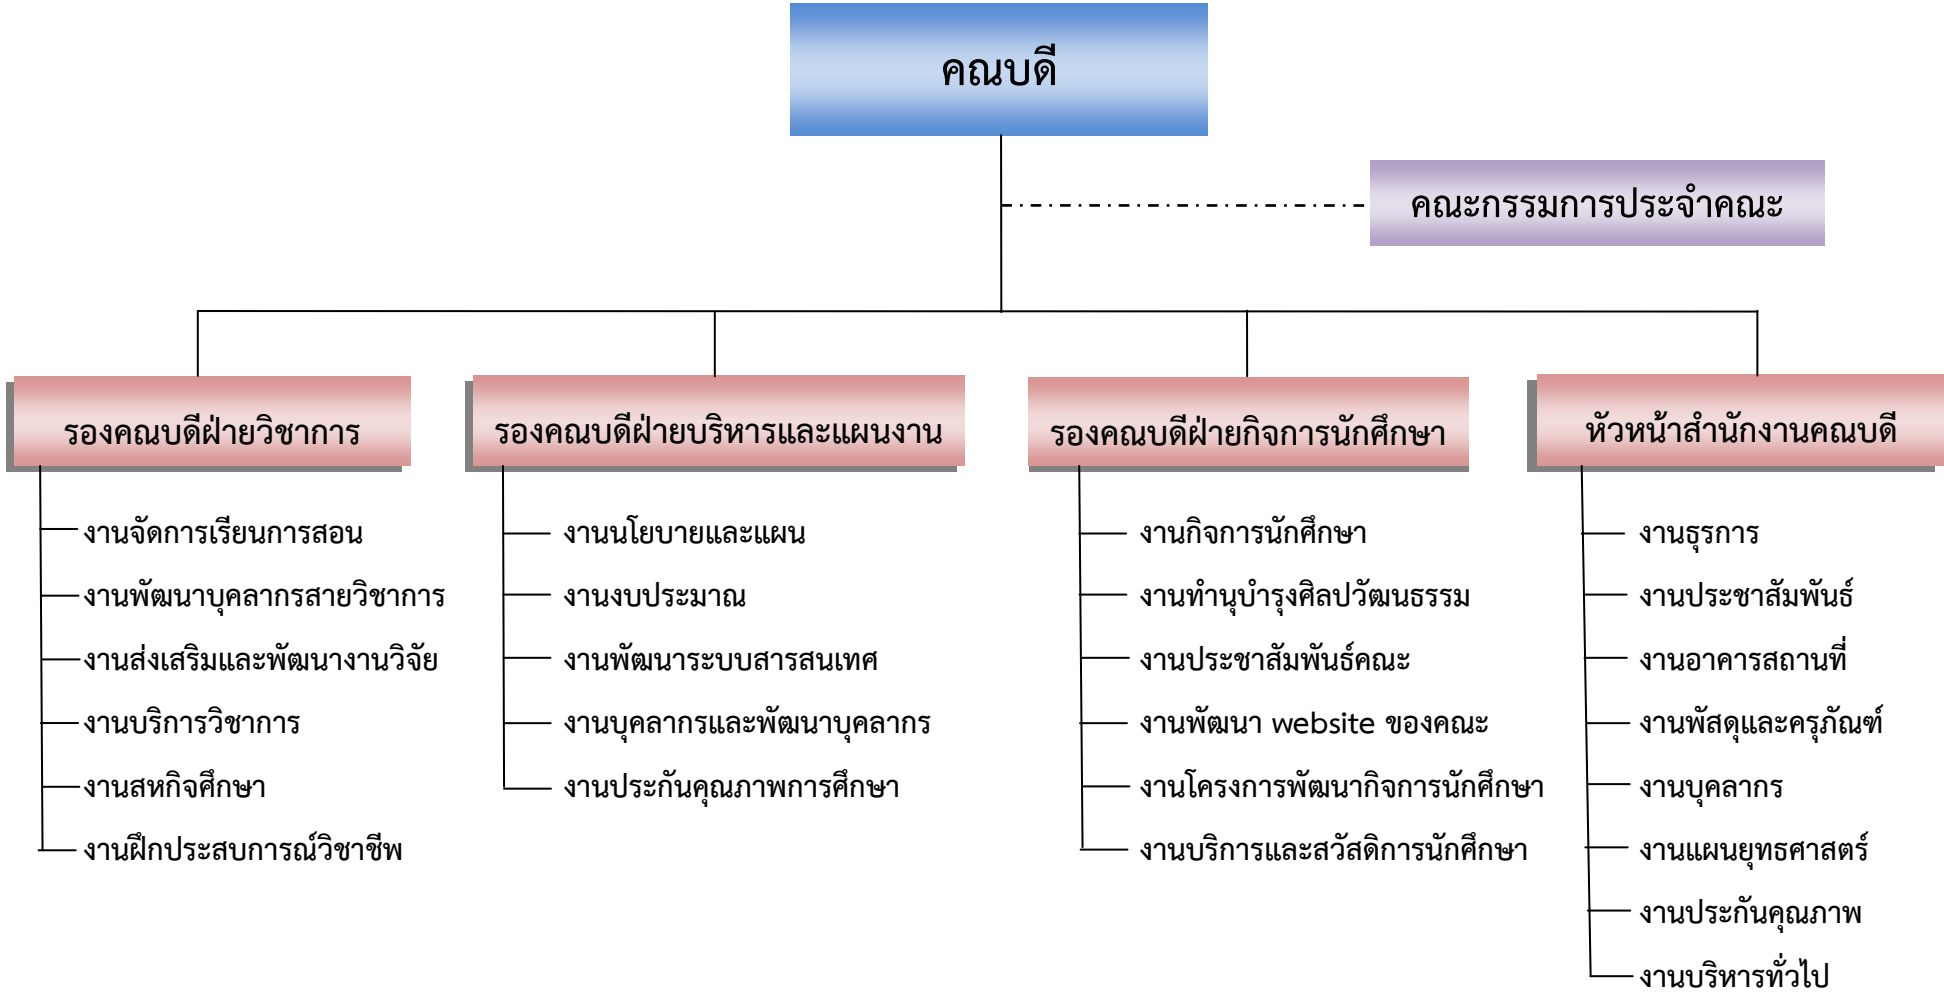 คณบดี
คณะกรรมการประจำคณะ
รองคณบดีฝ่ายวิชาการ
งานจัดการเรียนการสอน
งานพัฒนาบุคลากรสายวิชาการ
งานส่งเสริมและพัฒนางานวิจัย
งานบริการวิชาการ
งานสหกิจศึกษา
งานฝึกประสบการณ์วิชาชีพ
รองคณบดีฝ่ายบริหารและแผนงาน
งานนโยบายและแผน
งานงบประมาณ
งานพัฒนาระบบสารสนเทศ
งานบุคลากรและพัฒนาบุคลากร
งานประกันคุณภาพการศึกษา
รองคณบดีฝ่ายกิจการนักศึกษา
งานกิจการนักศึกษา
งานทำนุบำรุงศิลปวัฒนธรรม
งานประชาสัมพันธ์คณะ
งานพัฒนา website ของคณะ
งานโครงการพัฒนากิจการนักศึกษา
งานบริการและสวัสดิการนักศึกษา
หัวหน้าสำนักงานคณบดี
งานธุรการ
งานประชาสัมพันธ์
งานอาคารสถานที่
งานพัสดุและครุภัณฑ์
งานบุคลากร
งานแผนยุทธศาสตร์
งานประกันคุณภาพ
งานบริหารทั่วไป